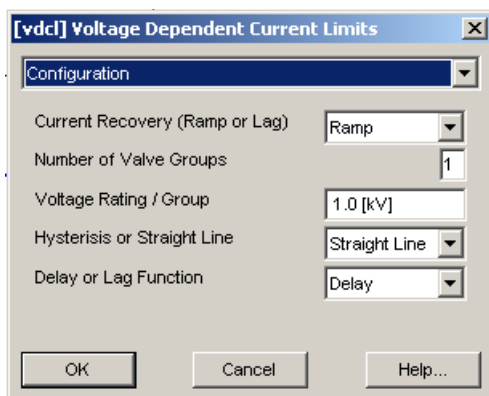 [vdcl] Voltage Dependent Current Limits
Configuration
Current Recovery (Ramp or Lag) Ramp
Number of Valve Groups 1
Voltage Rating / Group 1.0 [kV]
Hysterisis or Straight Line Straight Line
Delay or Lag Function Delay
OK Cancel Help...